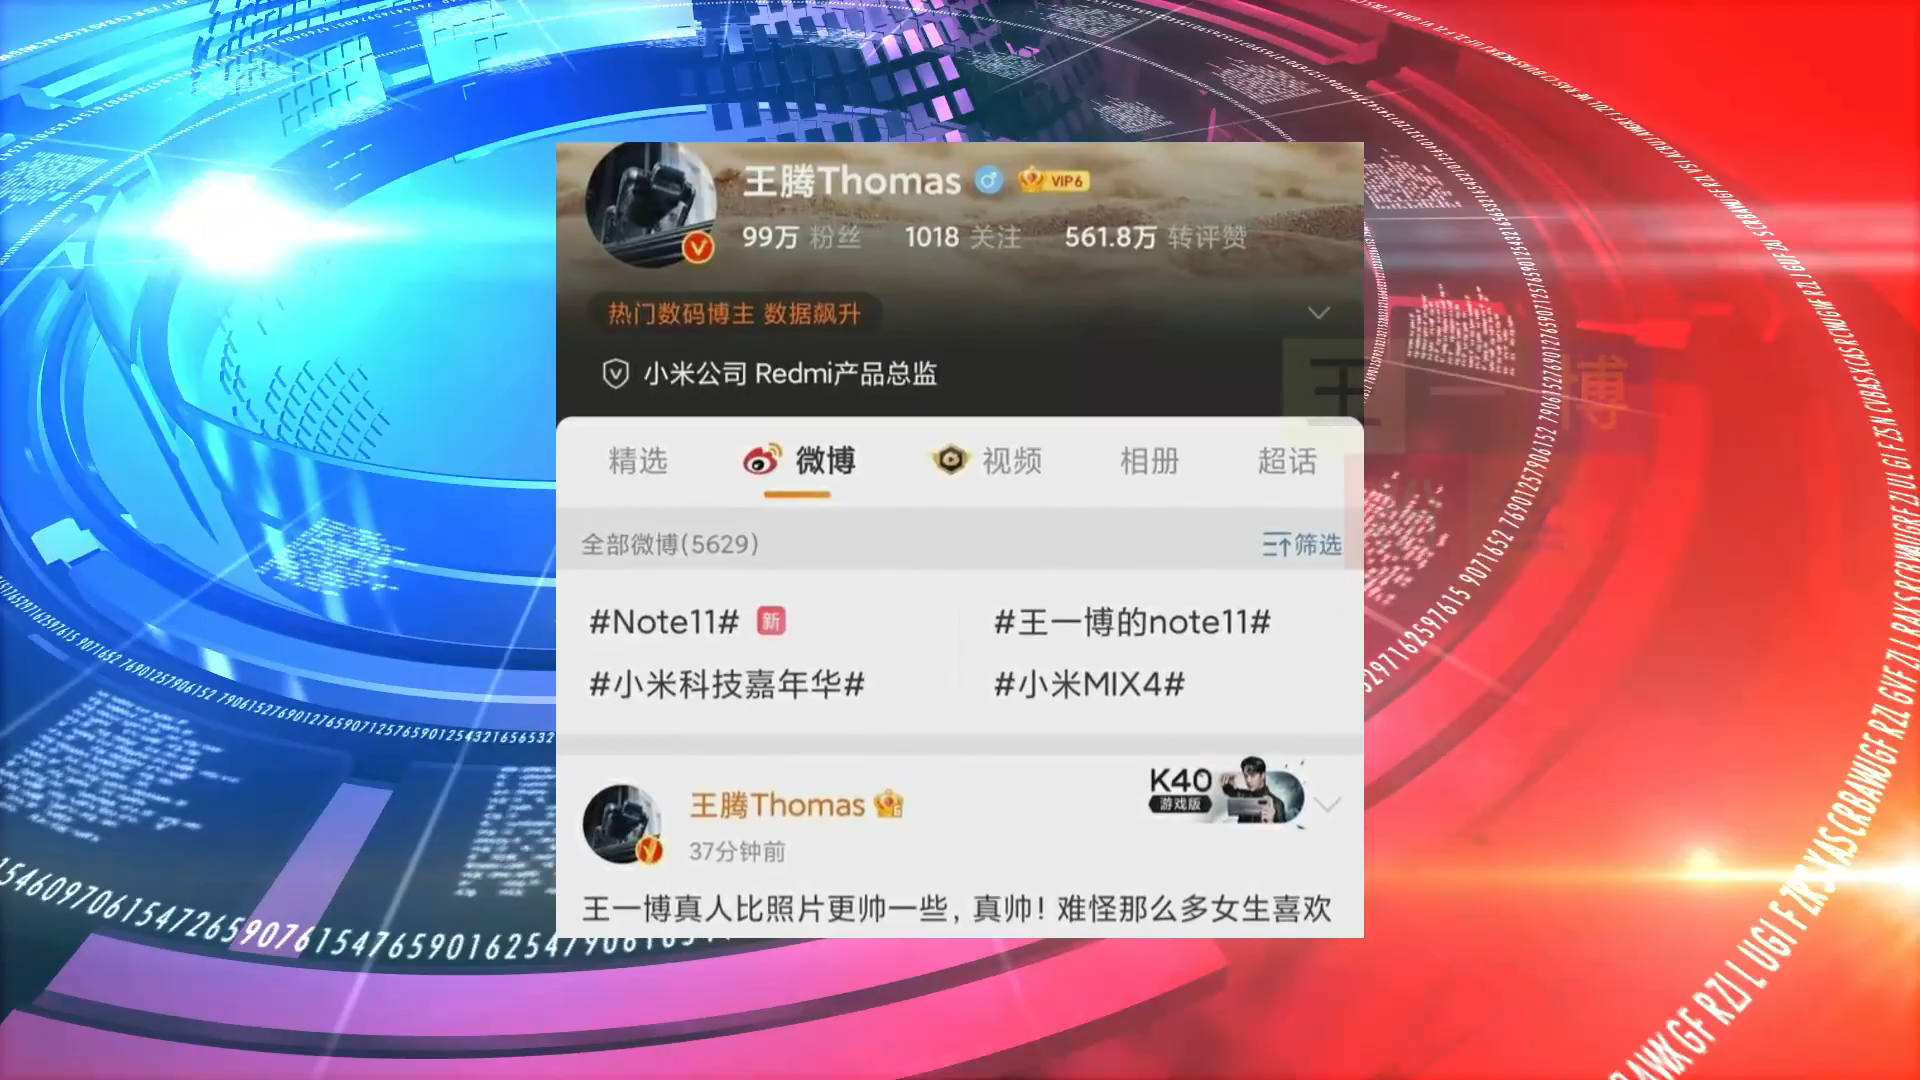 王腾Thomas VIP6
99万 粉丝 1018 关注 561.8万 转评赞
热门数码博主 数据飙升
小米公司 Redmi产品总监
王一博
精选 微博 视频 相册 超话
全部微博(5629) 筛选
#Note11# 新 #王一博的note11#
#小米科技嘉年华# #小米MIX4#
K40
游戏版
王腾Thomas
37分钟前
王一博真人比照片更帅一些，真帅！难怪那么多女生喜欢